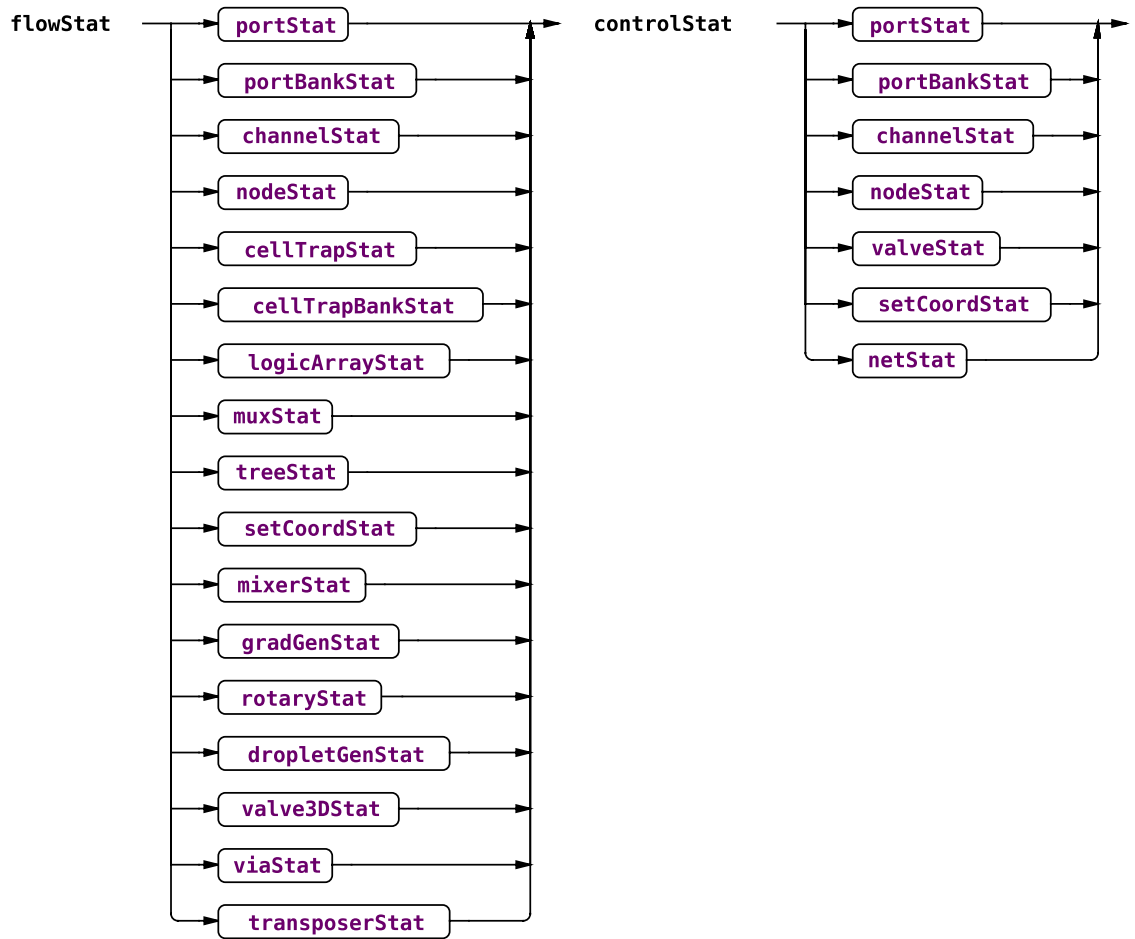 flowStat
portStat
portBankStat
channelStat
nodeStat
cellTrapStat
cellTrapBankStat
logicArrayStat
muxStat
treeStat
setCoordStat
mixerStat
gradGenStat
rotaryStat
dropletGenStat
valve3DStat
viaStat
transposerStat
controlStat
portStat
portBankStat
channelStat
nodeStat
valveStat
setCoordStat
netStat